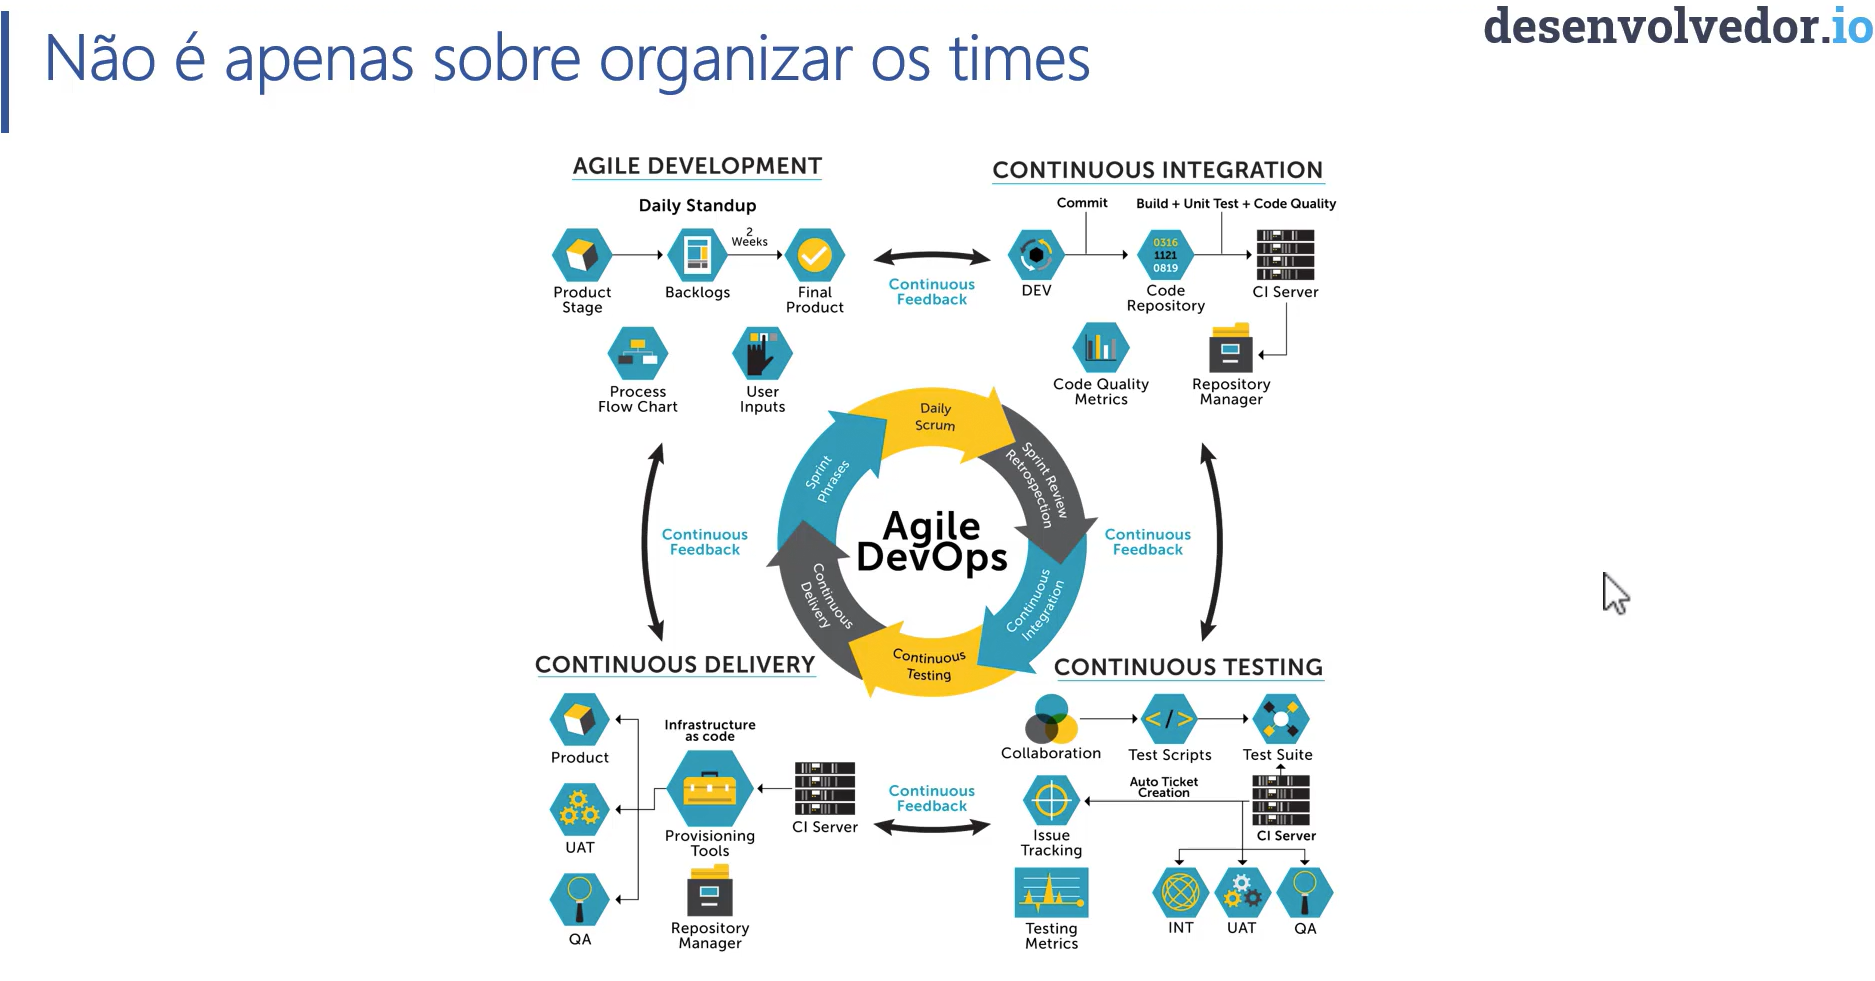 Não é apenas sobre organizar os times
desenvolvedor.io
AGILE DEVELOPMENT
Daily Standup
2
Weeks
Product
Stage
Backlogs
Final
Product
Process
Flow Chart
User
Inputs
Continuous
Feedback
CONTINUOUS INTEGRATION
Commit
Build + Unit Test + Code Quality
0316
1121
0819
DEV
Code
Repository
CI Server
Code Quality
Metrics
Repository
Manager
Continuous
Feedback
Sprint
Phrases
Daily
Scrum
Sprint Review
Retrospection
Continuous
Integration
Continuous
Testing
Continuous
Delivery
Agile
DevOps
Continuous
Feedback
CONTINUOUS DELIVERY
Product
UAT
QA
Infrastructure
as code
Provisioning
Tools
Repository
Manager
CI Server
Continuous
Feedback
CONTINUOUS TESTING
Collaboration
</>
Test Scripts
Test Suite
Auto Ticket
Creation
Issue
Tracking
CI Server
Testing
Metrics
INT
UAT
QA